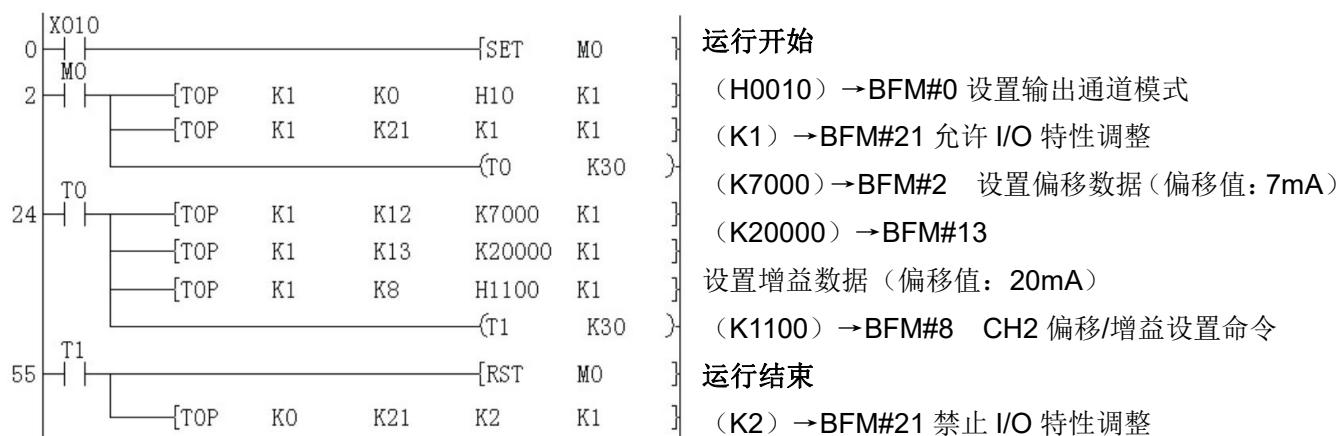 X010
0 [SET M0 ]
M0
2 [TOP K1 K0 H10 K1 ]
[TOP K1 K21 K1 K1 ]
(T0 K30 )
T0
24 [TOP K1 K12 K7000 K1 ]
[TOP K1 K13 K20000 K1 ]
[TOP K1 K8 H1100 K1 ]
(T1 K30 )
T1
55 [RST M0 ]
[TOP K0 K21 K2 K1 ]
运行开始
（H0010）→BFM#0 设置输出通道模式
（K1）→BFM#21 允许 I/O 特性调整
（K7000）→BFM#2 设置偏移数据（偏移值：7mA）
（K20000）→BFM#13
设置增益数据（偏移值：20mA）
（K1100）→BFM#8 CH2 偏移/增益设置命令
运行结束
（K2）→BFM#21 禁止 I/O 特性调整